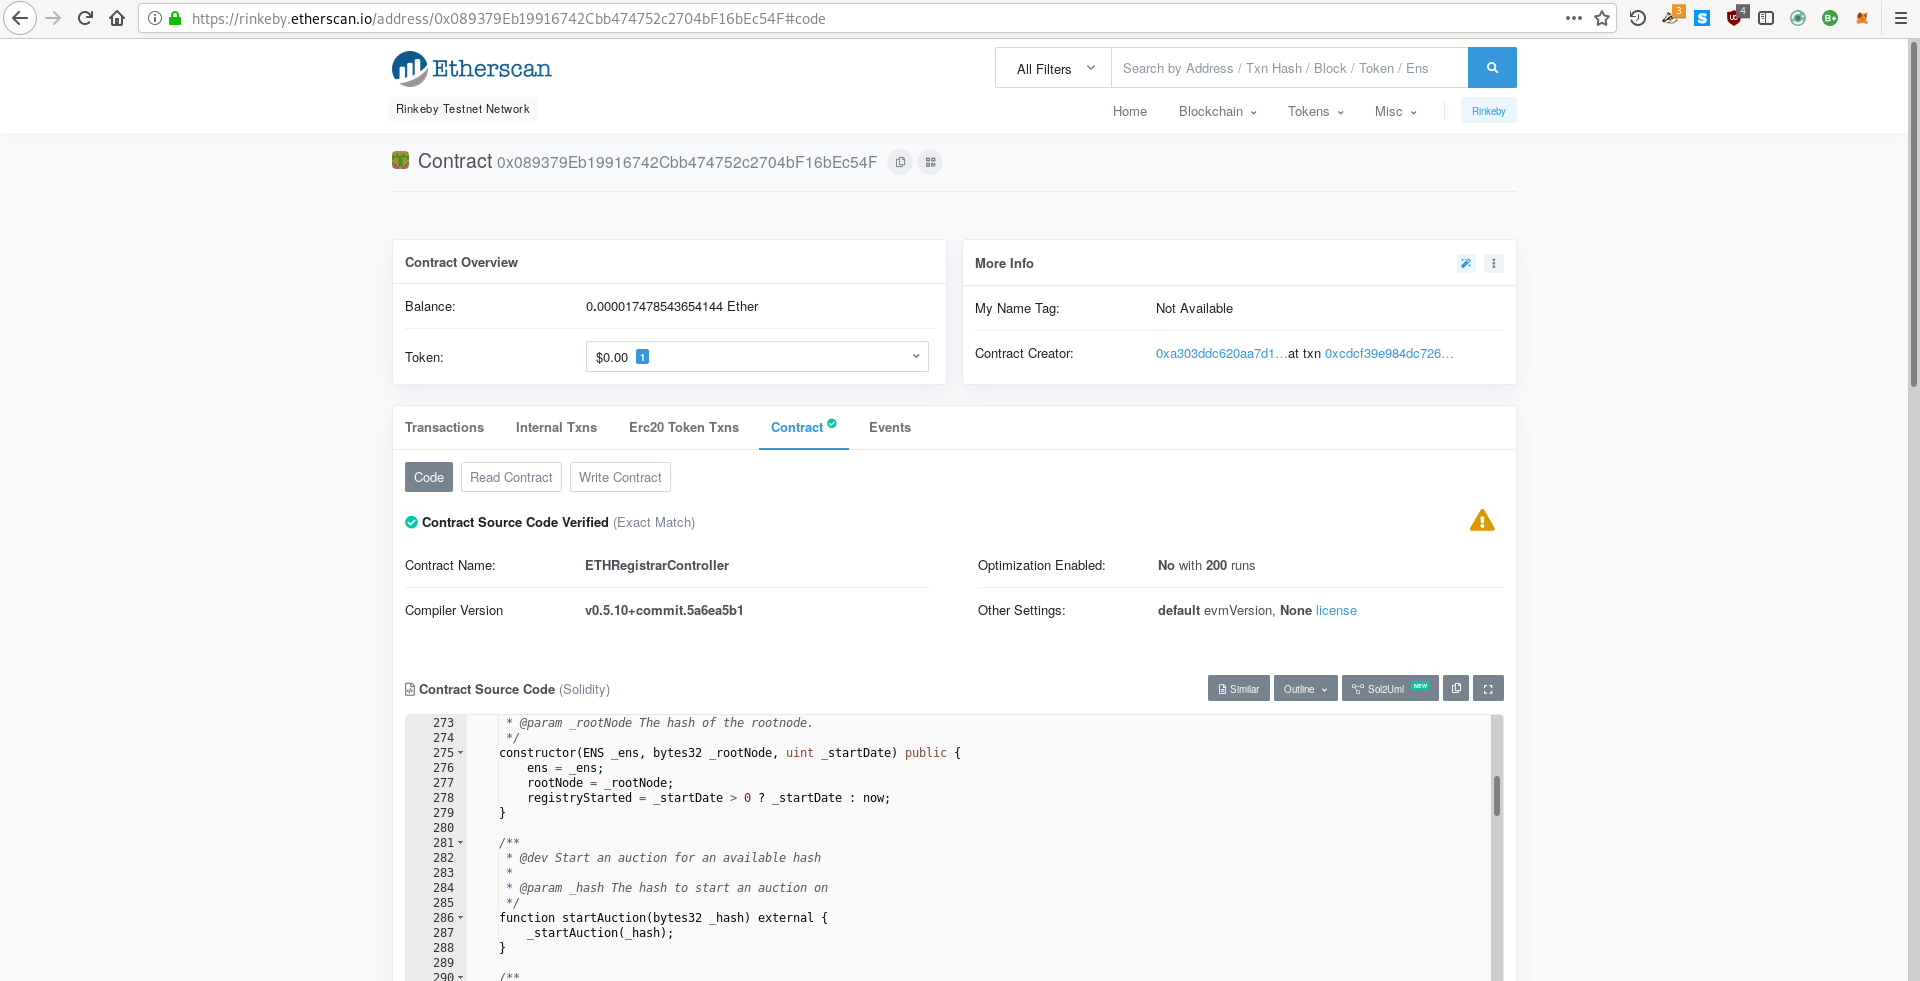 https://rinkeby.etherscan.io/address/0x089379Eb19916742Cbb474752c2704bF16bEc54F#code
3
4
Etherscan
All Filters
Search by Address / Txn Hash / Block / Token / Ens
Rinkeby Testnet Network
Home Blockchain Tokens Misc Rinkeby
Contract 0x089379Eb19916742Cbb474752c2704bF16bEc54F
Contract Overview
Balance: 0.000017478543654144 Ether
Token: $0.00 1
More Info
My Name Tag: Not Available
Contract Creator: 0xa303ddc620aa7d1…at txn 0xcdcf39e984dc726…
Transactions Internal Txns Erc20 Token Txns Contract Events
Code Read Contract Write Contract
Contract Source Code Verified (Exact Match)
Contract Name: ETHRegistrarController
Optimization Enabled: No with 200 runs
Compiler Version v0.5.10+commit.5a6ea5b1
Other Settings: default evmVersion, None license
Contract Source Code (Solidity)
Similar Outline Sol2Uml NEW
273 * @param _rootNode The hash of the rootnode.
274 */
275 constructor(ENS _ens, bytes32 _rootNode, uint _startDate) public {
276 ens = _ens;
277 rootNode = _rootNode;
278 registryStarted = _startDate > 0 ? _startDate : now;
279 }
280
281 /**
282 * @dev Start an auction for an available hash
283 *
284 * @param _hash The hash to start an auction on
285 */
286 function startAuction(bytes32 _hash) external {
287 _startAuction(_hash);
288 }
289
290 /**